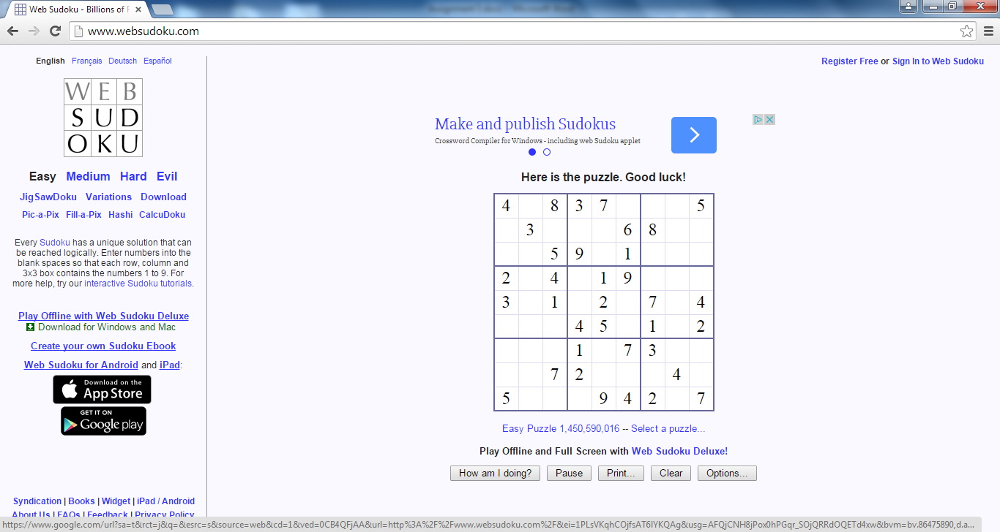 Web Sudoku - Billions of F
www.websudoku.com
English Français Deutsch Español
Register Free or Sign In to Web Sudoku
WEB
SUD
OKU
Make and publish Sudokus
Crossword Compiler for Windows - including web Sudoku applet
Easy Medium Hard Evil
Here is the puzzle. Good luck!
JigSawDoku Variations Download
Pic-a-Pix Fill-a-Pix Hashi CalcuDoku
Every Sudoku has a unique solution that can
be reached logically. Enter numbers into the
blank spaces so that each row, column and
3x3 box contains the numbers 1 to 9. For
more help, try our interactive Sudoku tutorials.
4 8 3 7 5
3 6 8
5 9 1
2 4 1 9
3 1 2 7 4
4 5 1 2
1 7 3
7 2 4
5 9 4 2 7
Play Offline with Web Sudoku Deluxe
Download for Windows and Mac
Create your own Sudoku Ebook
Web Sudoku for Android and iPad:
Download on the
App Store
GET IT ON
Google play
Easy Puzzle 1,450,590,016 -- Select a puzzle...
Play Offline and Full Screen with Web Sudoku Deluxe!
How am I doing? Pause Print... Clear Options...
Syndication | Books | Widget | iPad / Android
About Us | FAQs | Feedback | Privacy Policy
https://www.google.com/url?sa=t&rct=j&q=&esrc=s&source=web&cd=1&ved=0CB4QFjAA&url=http%3A%2F%2Fwww.websudoku.com%2F&ei=1PLsVKqhCOjfsAT6lYKQAg&usg=AFQjCNH8jPox0hPGqr_SOjQRRdOQETd4xw&bvm=bv.86475890,d.a...